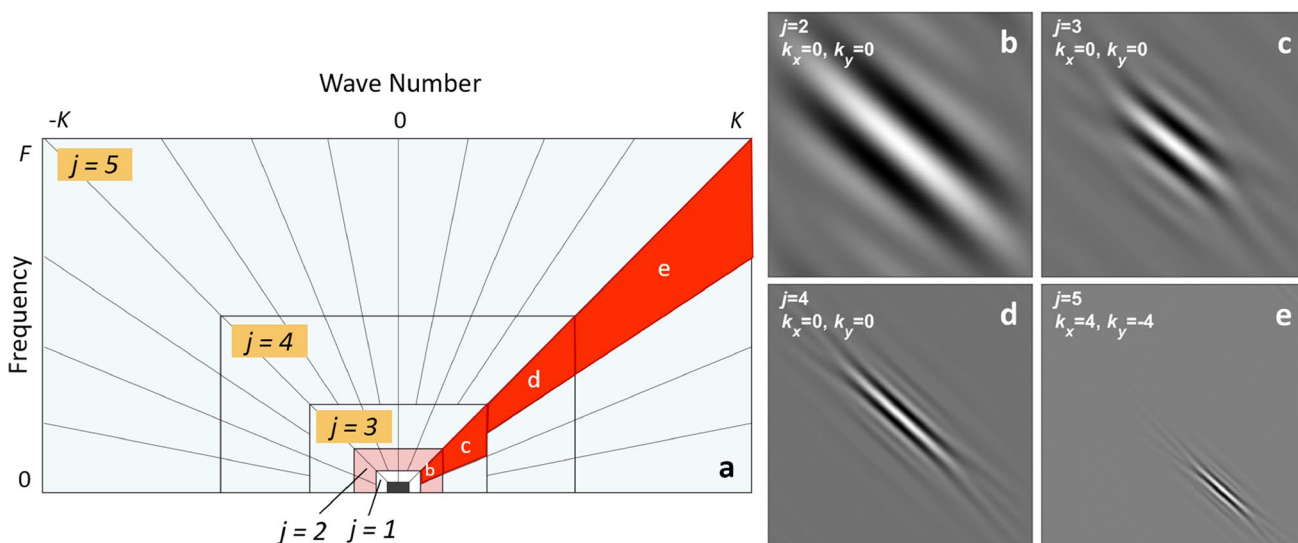 Wave Number
-K 0 K
F
j = 5
e
j = 4
d
Frequency
j = 3
c
b
a
0
j = 2 j = 1
j=2
kx=0, ky=0
b
j=3
kx=0, ky=0
c
j=4
kx=0, ky=0
d
j=5
kx=4, ky=-4
e